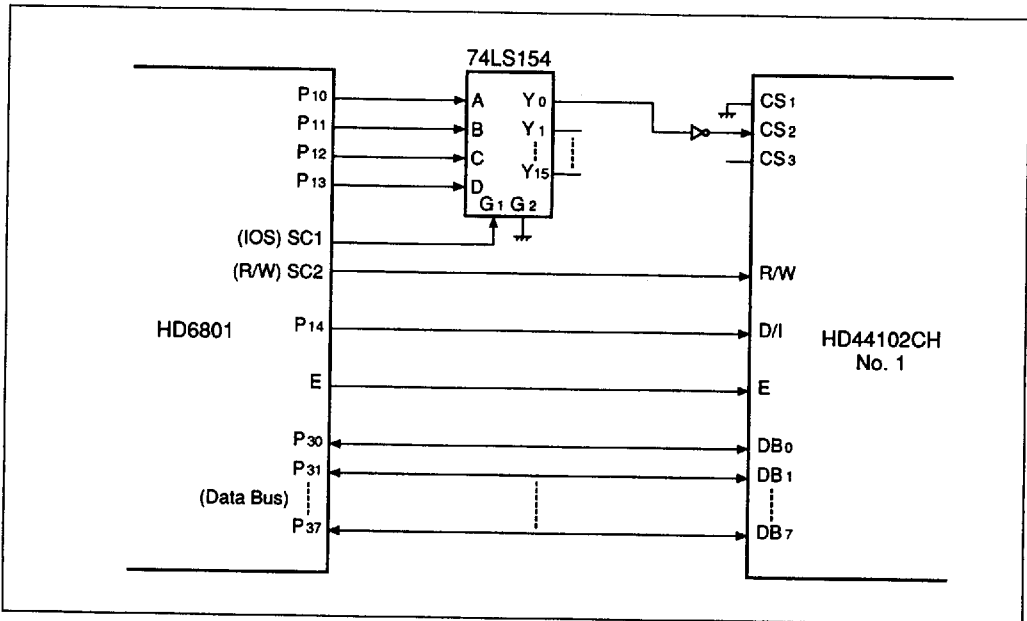 74LS154
P10
P11
P12
P13
(IOS) SC1
(R/W) SC2
HD6801
P14
E
P30
P31
(Data Bus)
P37
A
B
C
D
G1 G2
Y0
Y1
Y15
CS1
CS2
CS3
R/W
D/I
HD44102CH
No. 1
E
DB0
DB1
DB7